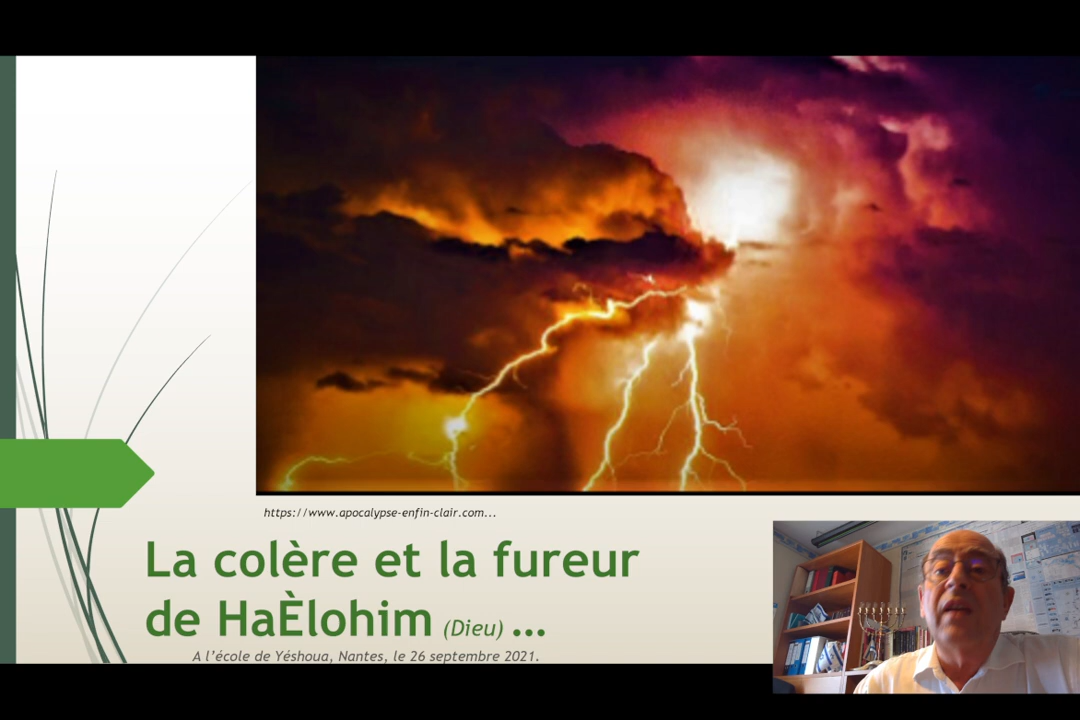 https://www.apocalypse-enfin-clair.com...
La colère et la fureur
de HaÈlohim (Dieu) ...
A l’école de Yéshoua, Nantes, le 26 septembre 2021.